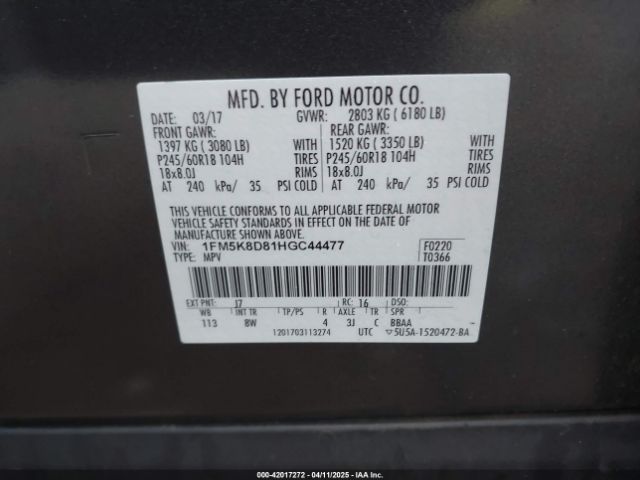 MFD. BY FORD MOTOR CO.
DATE: 03/17 GVWR: 2803 KG ( 6180 LB)
FRONT GAWR: REAR GAWR:
1397 KG ( 3080 LB) WITH 1520 KG ( 3350 LB) WITH
P245/60R18 104H TIRES P245/60R18 104H TIRES
18x8.0J RIMS 18x8.0J RIMS
AT 240 kPa/ 35 PSI COLD AT 240 kPa/ 35 PSI COLD
THIS VEHICLE CONFORMS TO ALL APPLICABLE FEDERAL MOTOR
VEHICLE SAFETY STANDARDS IN EFFECT ON THE DATE OF
MANUFACTURE SHOWN ABOVE.
VIN: 1FM5K8D81HGC44477 F0220
TYPE: MPV T0366
EXT PNT: J7 RC: 16 DSO:
WB INT TR TP/PS R AXLE TR SPR
113 8W 4 3J C BBAA
1201703113274 UTC 5U5A-1520472-BA
000-42017272 - 04/11/2025 - IAA Inc.